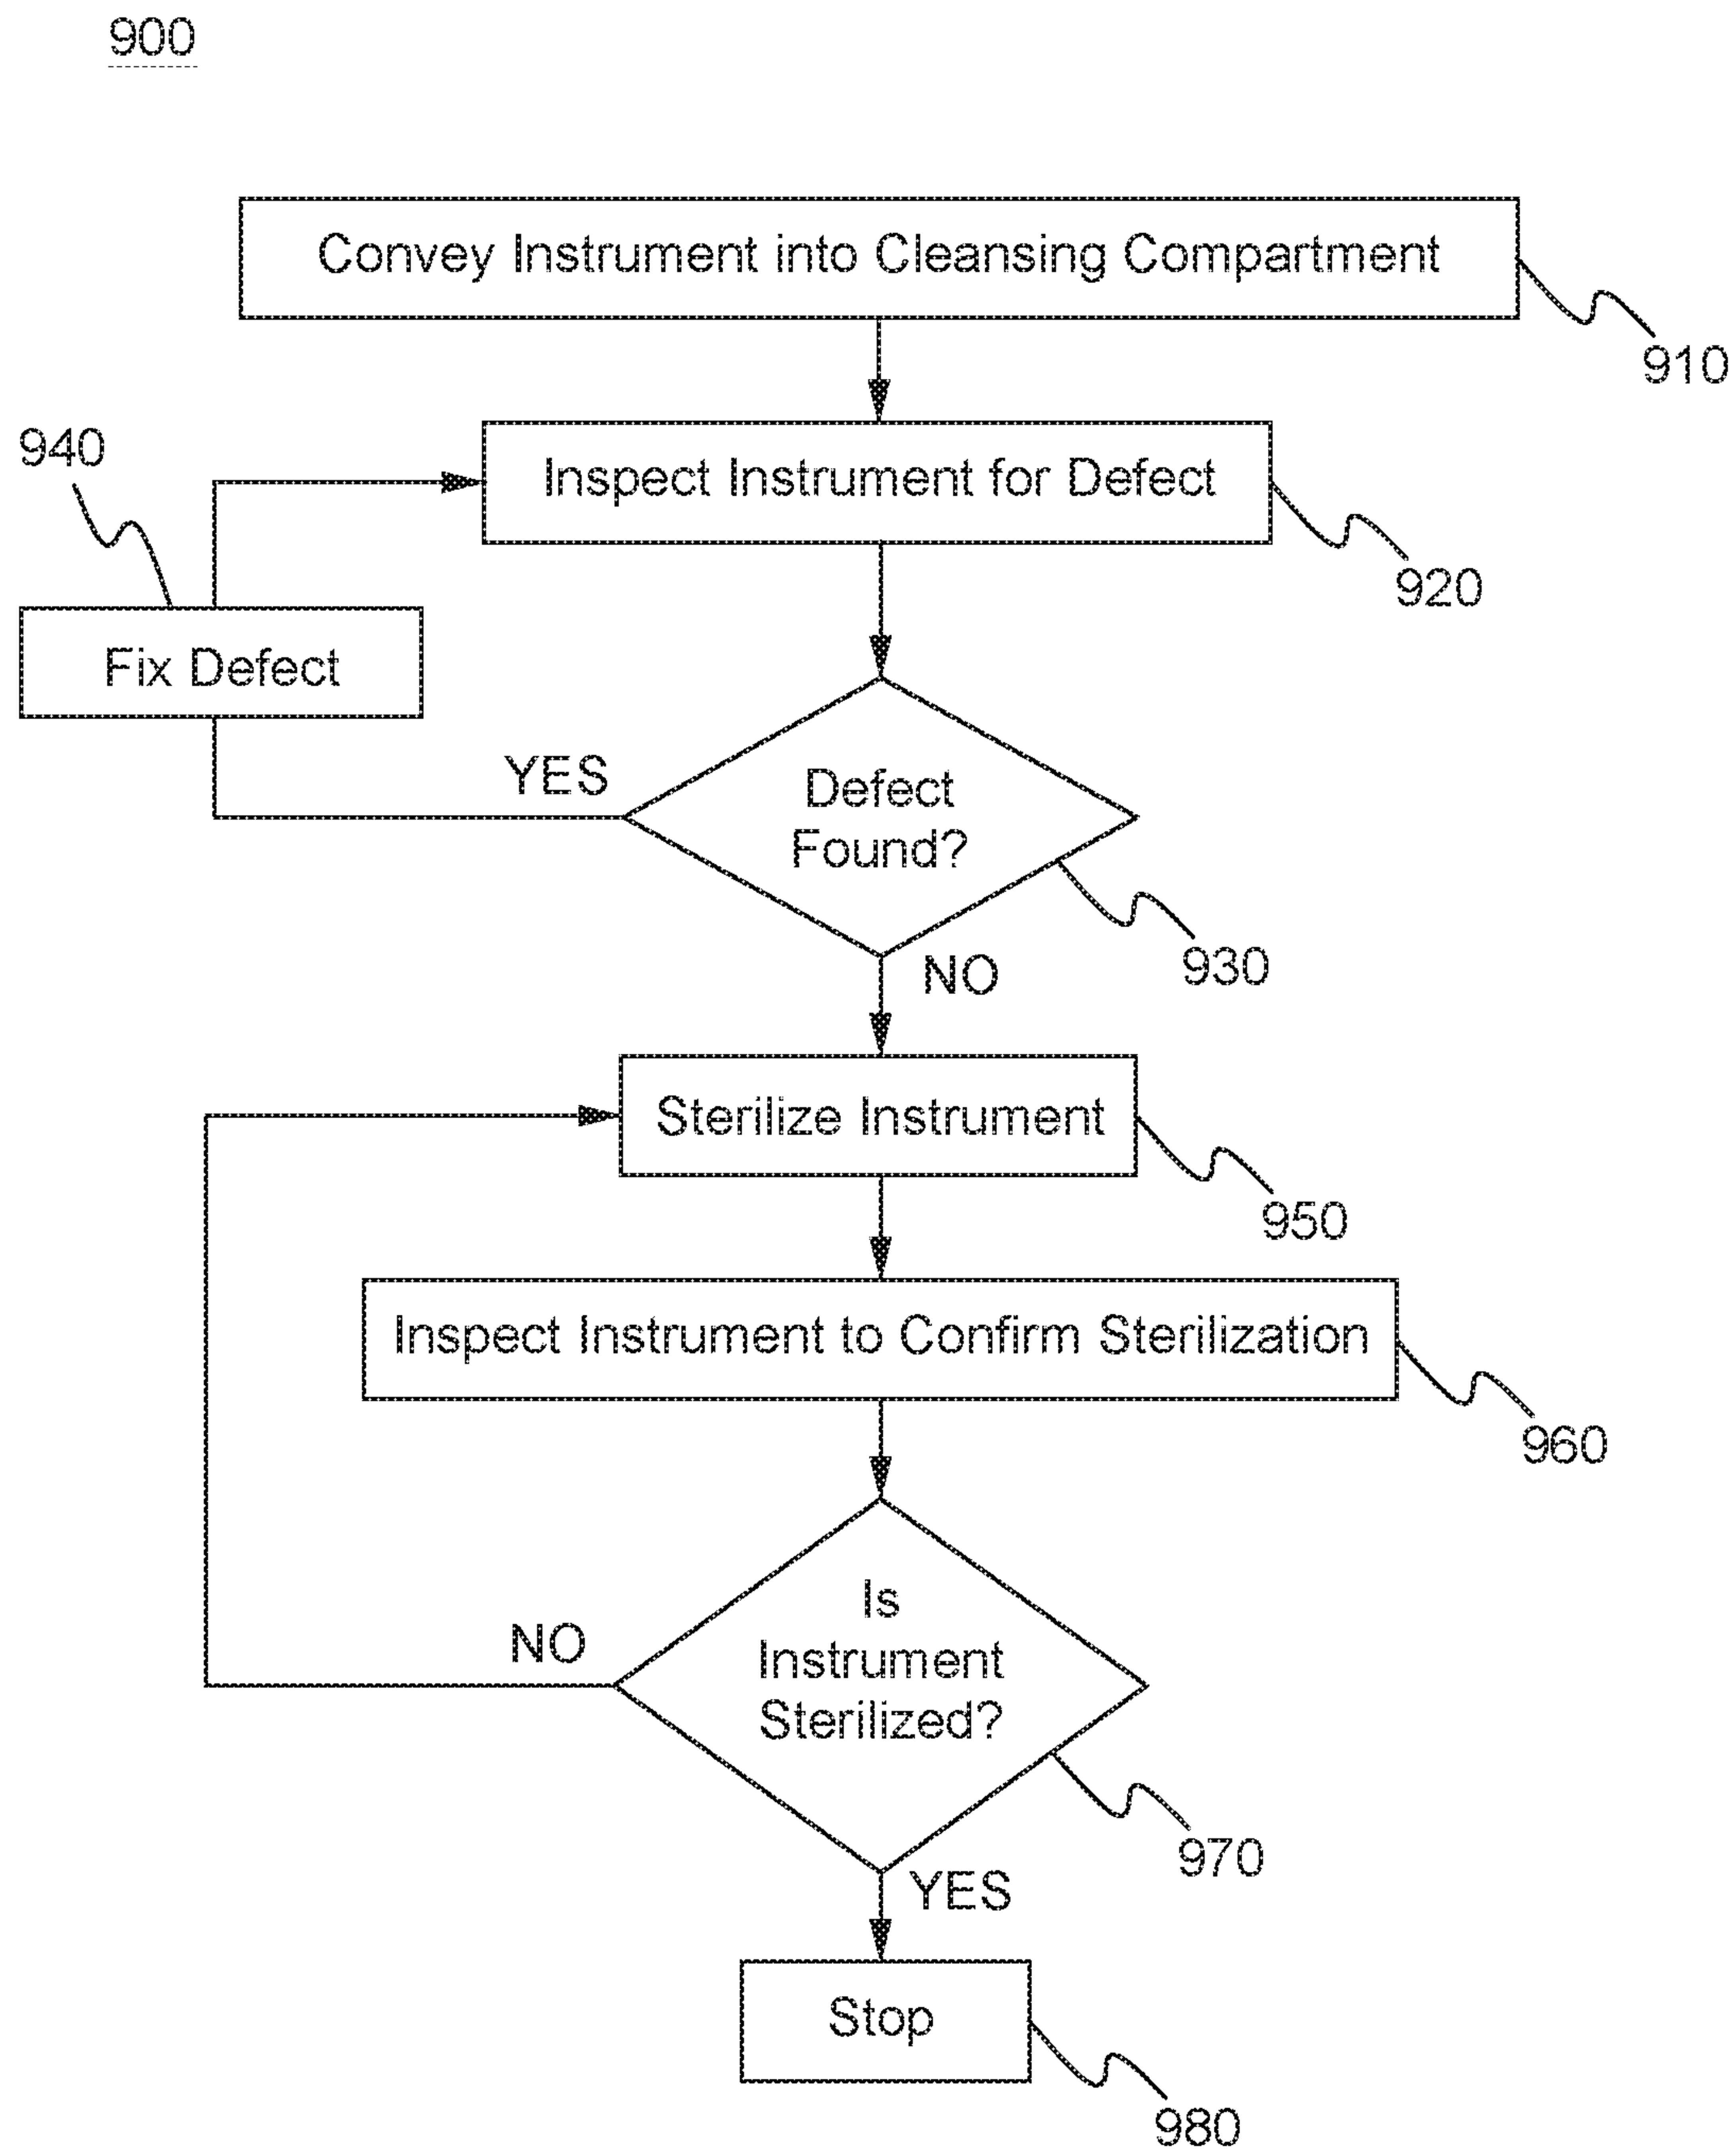 900
Convey Instrument into Cleansing Compartment
910
940
Inspect Instrument for Defect
920
Fix Defect
YES
Defect
Found?
930
NO
Sterilize Instrument
950
Inspect Instrument to Confirm Sterilization
960
Is
Instrument
Sterilized?
NO
970
YES
Stop
980